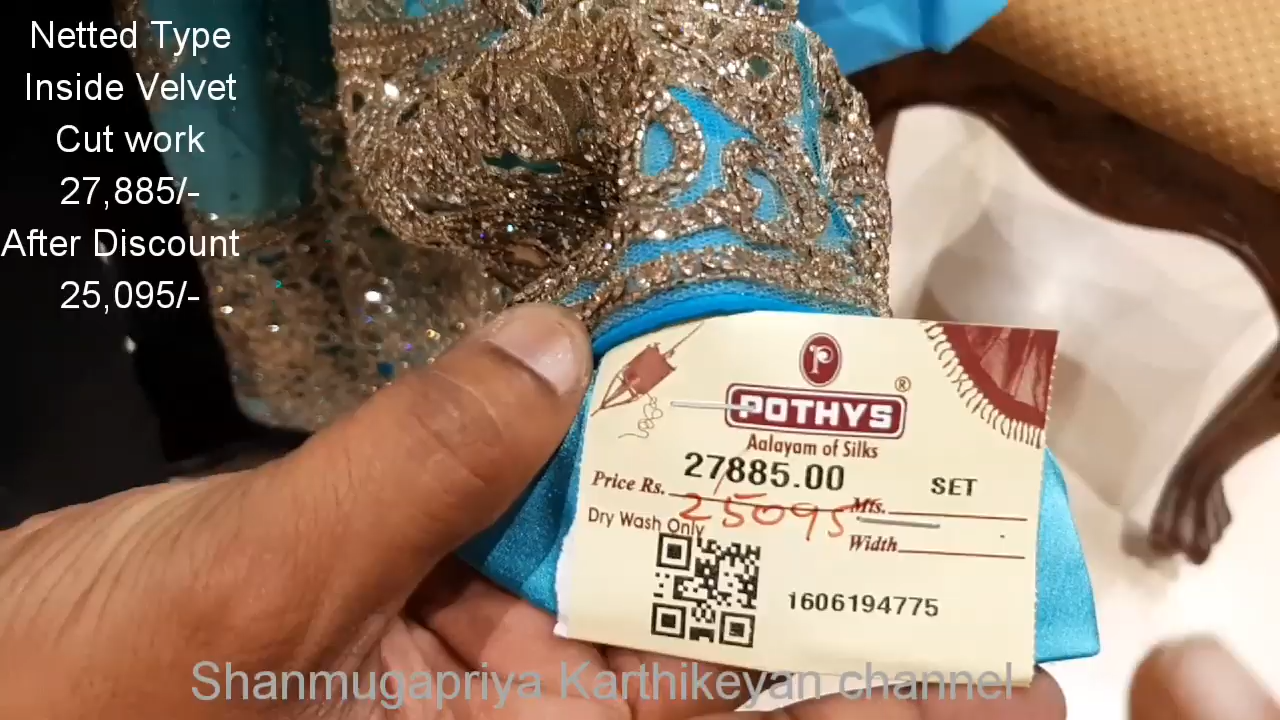 Netted Type
Inside Velvet
Cut work
27,885/-
After Discount
25,095/-
P
POTHYS ®
Aalayam of Silks
27885.00
SET
Price Rs.
25095
Mts.
Dry Wash Only
Width
1606194775
Shanmugapriya Karthikeyan channel